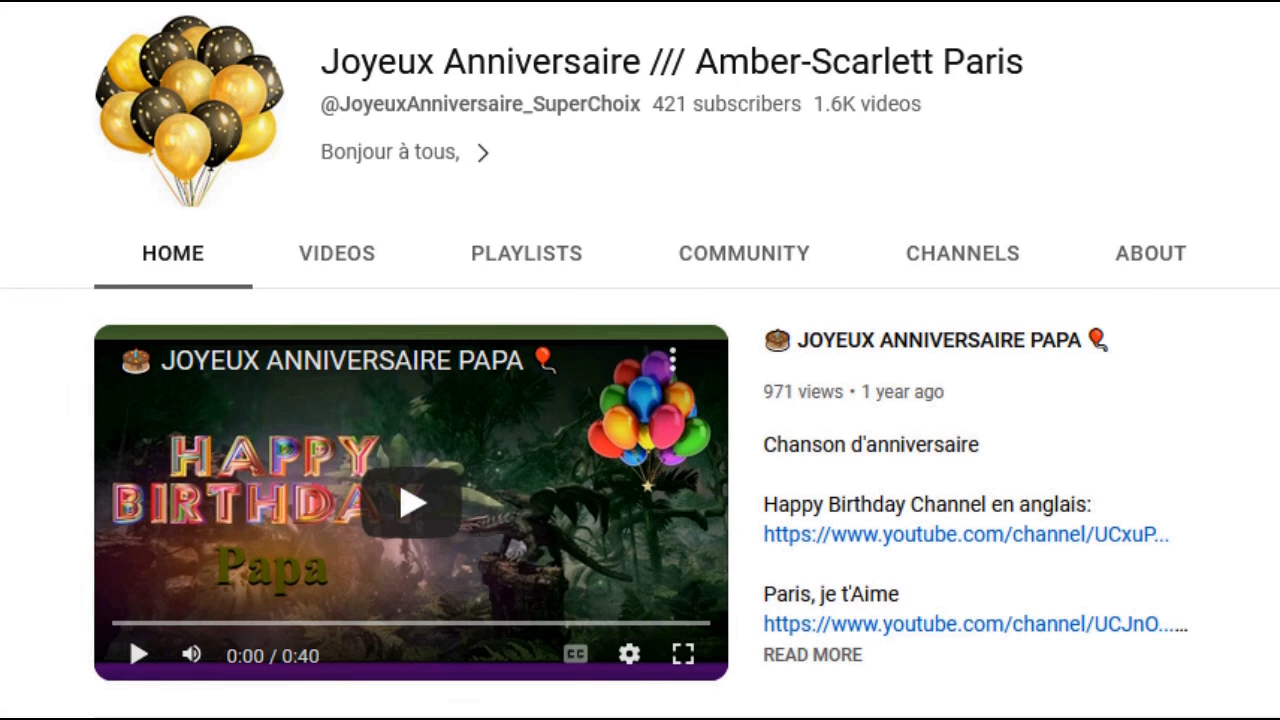 Joyeux Anniversaire /// Amber-Scarlett Paris
@JoyeuxAnniversaire_SuperChoix 421 subscribers 1.6K videos
Bonjour à tous,
HOME VIDEOS PLAYLISTS COMMUNITY CHANNELS ABOUT
JOYEUX ANNIVERSAIRE PAPA
HAPPY
BIRTHDAY
Papa
0:00 / 0:40
CC
JOYEUX ANNIVERSAIRE PAPA
971 views • 1 year ago
Chanson d'anniversaire
Happy Birthday Channel en anglais:
https://www.youtube.com/channel/UCxuP...
Paris, je t'Aime
https://www.youtube.com/channel/UCJnO......
READ MORE